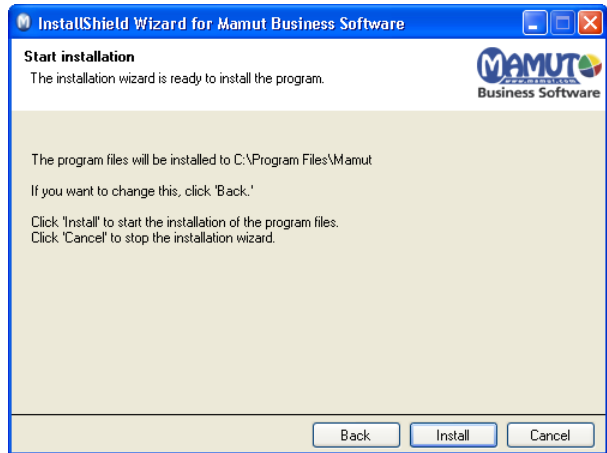 InstallShield Wizard for Mamut Business Software
Start installation
The installation wizard is ready to install the program.
MAMUT
www.mamut.com
Business Software
The program files will be installed to C:\Program Files\Mamut
If you want to change this, click 'Back.'
Click 'Install' to start the installation of the program files.
Click 'Cancel' to stop the installation wizard.
Back
Install
Cancel